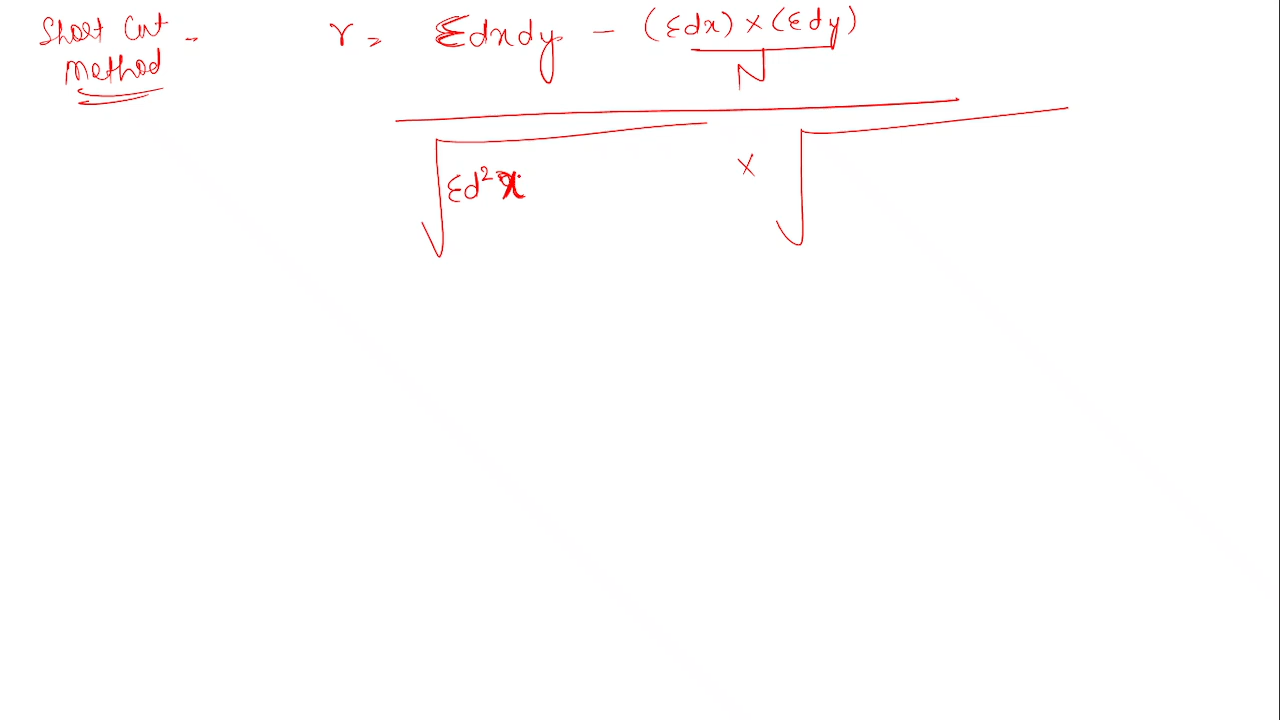 Short Cut -
Method
r = Σdxdy - (Σdx) × (Σdy)
N
√Σd²x × √